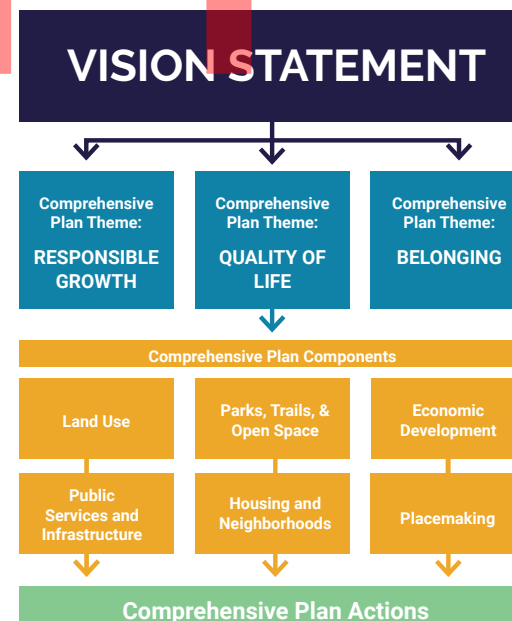 VISION STATEMENT
Comprehensive
Plan Theme:
RESPONSIBLE
GROWTH
Comprehensive
Plan Theme:
QUALITY OF
LIFE
Comprehensive
Plan Theme:
BELONGING
Comprehensive Plan Components
Land Use
Parks, Trails, &
Open Space
Economic
Development
Public
Services and
Infrastructure
Housing and
Neighborhoods
Placemaking
Comprehensive Plan Actions